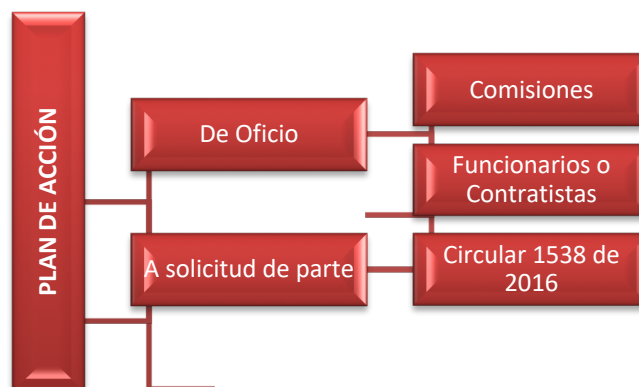 PLAN DE ACCIÓN
De Oficio
A solicitud de parte
Comisiones
Funcionarios o
Contratistas
Circular 1538 de
2016